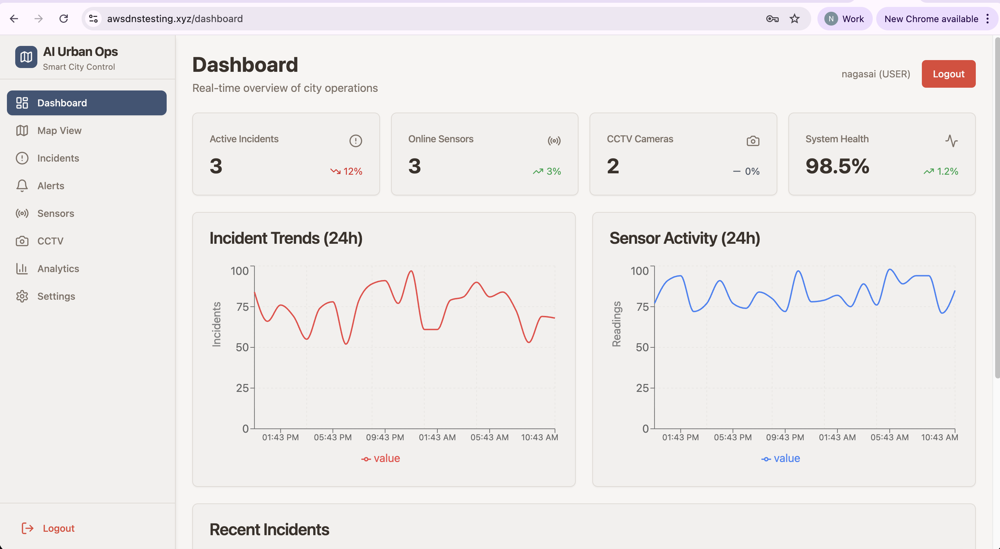 awsdnstesting.xyz/dashboard
N Work
New Chrome available
AI Urban Ops
Smart City Control
Dashboard
Map View
Incidents
Alerts
Sensors
CCTV
Analytics
Settings
Logout
Dashboard
Real-time overview of city operations
nagasai (USER)
Logout
Active Incidents
3
12%
Online Sensors
3
3%
CCTV Cameras
2
0%
System Health
98.5%
1.2%
Incident Trends (24h)
Incidents
100
75
50
25
0
01:43 PM 05:43 PM 09:43 PM 01:43 AM 05:43 AM 10:43 AM
value
Sensor Activity (24h)
Readings
100
75
50
25
0
01:43 PM 05:43 PM 09:43 PM 01:43 AM 05:43 AM 10:43 AM
value
Recent Incidents